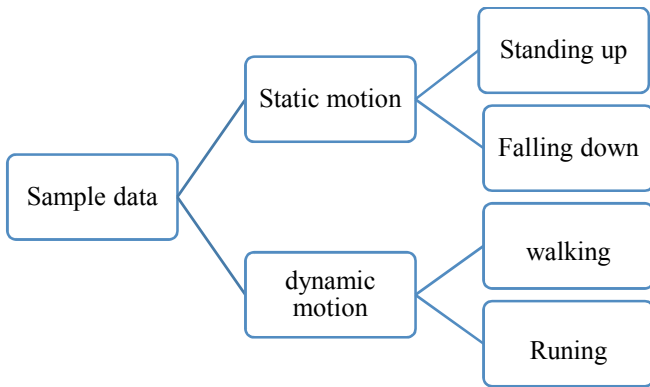 Sample data
Static motion
Standing up
Falling down
dynamic
motion
walking
Runing